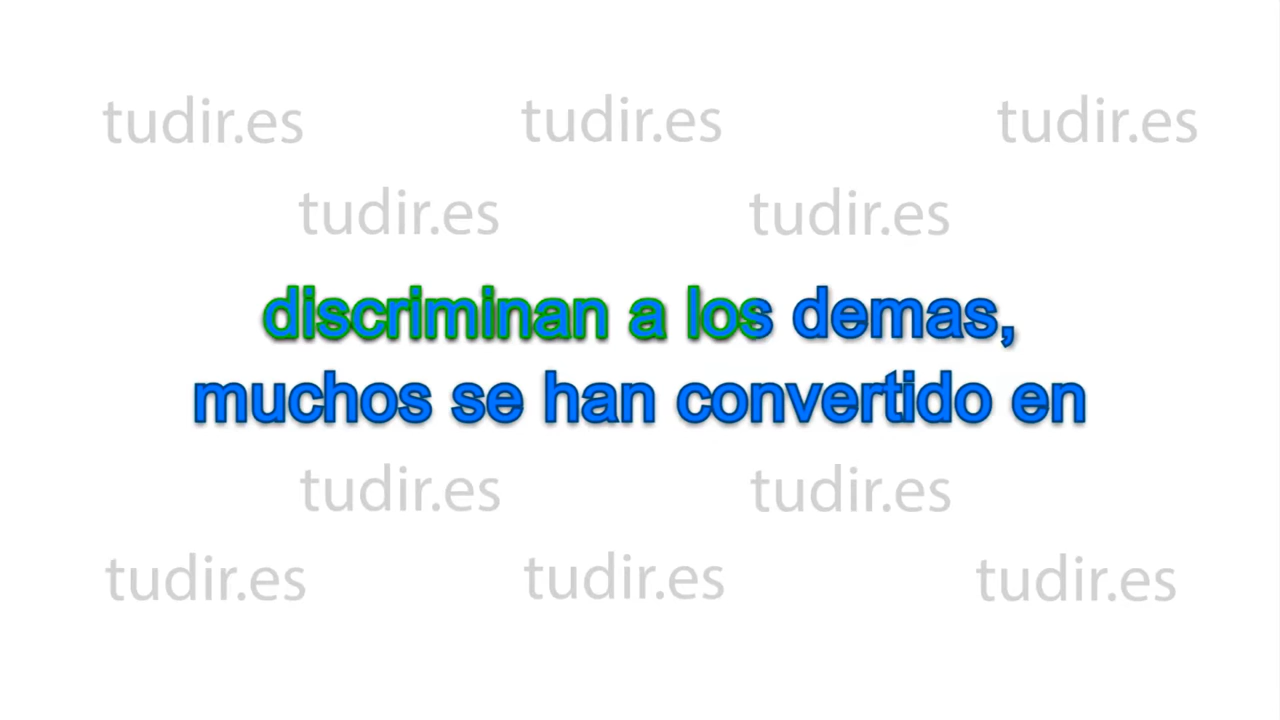 tudir.es tudir.es tudir.es
tudir.es tudir.es
discriminan a los demas,
muchos se han convertido en
tudir.es tudir.es
tudir.es tudir.es tudir.es